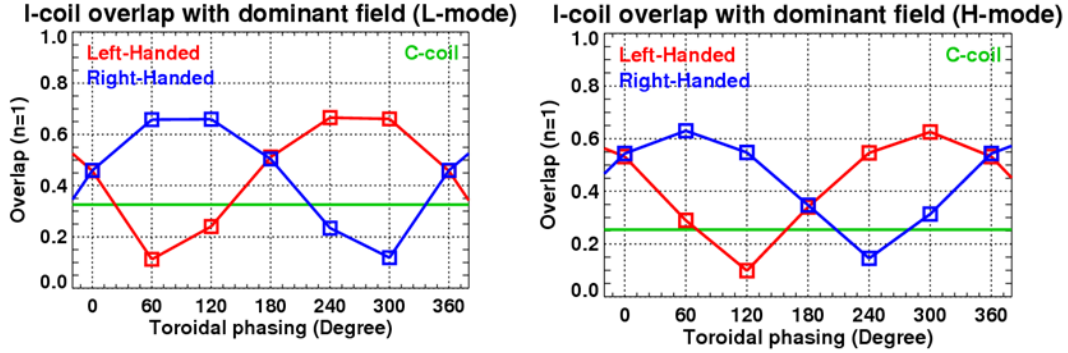 I-coil overlap with dominant field (L-mode)
1.0
Left-Handed
C-coil
Right-Handed
0.8
0.6
0.4
0.2
0.0
Overlap (n=1)
0 60 120 180 240 300 360
Toroidal phasing (Degree)
I-coil overlap with dominant field (H-mode)
1.0
Left-Handed
C-coil
Right-Handed
0.8
0.6
0.4
0.2
0.0
Overlap (n=1)
0 60 120 180 240 300 360
Toroidal phasing (Degree)